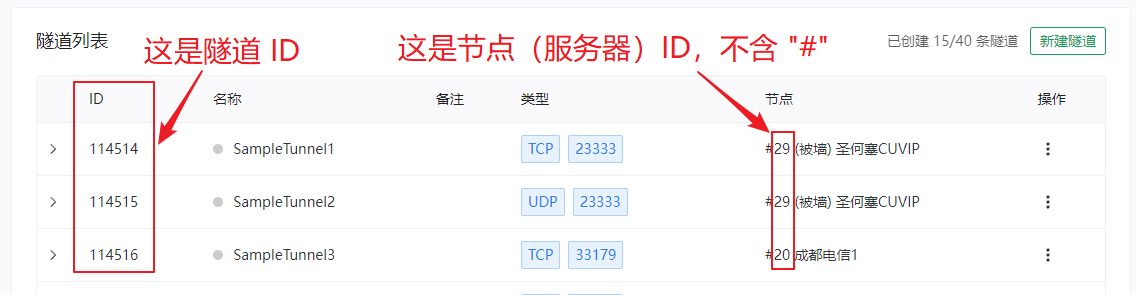 隧道列表
这是隧道 ID
这是节点（服务器）ID，不含 "#"
已创建 15/40 条隧道
新建隧道
ID 名称 备注 类型 节点 操作
114514 SampleTunnel1 TCP 23333 #29 (被墙) 圣何塞CUVIP
114515 SampleTunnel2 UDP 23333 #29 (被墙) 圣何塞CUVIP
114516 SampleTunnel3 TCP 33179 #20 成都电信1